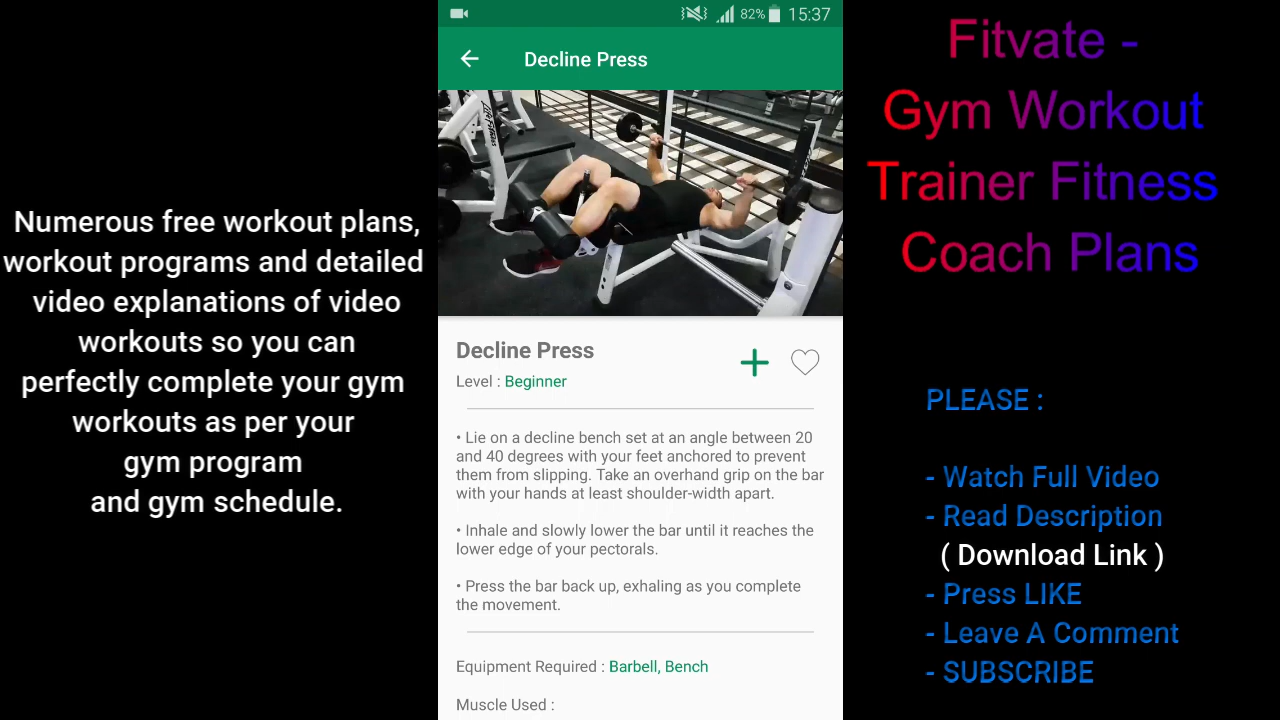 Numerous free workout plans,
workout programs and detailed
video explanations of video
workouts so you can
perfectly complete your gym
workouts as per your
gym program
and gym schedule.
82% 15:37
Decline Press
Decline Press
Level : Beginner
• Lie on a decline bench set at an angle between 20
and 40 degrees with your feet anchored to prevent
them from slipping. Take an overhand grip on the bar
with your hands at least shoulder-width apart.
• Inhale and slowly lower the bar until it reaches the
lower edge of your pectorals.
• Press the bar back up, exhaling as you complete
the movement.
Equipment Required : Barbell, Bench
Muscle Used :
Fitvate -
Gym Workout
Trainer Fitness
Coach Plans
PLEASE :
- Watch Full Video
- Read Description
( Download Link )
- Press LIKE
- Leave A Comment
- SUBSCRIBE